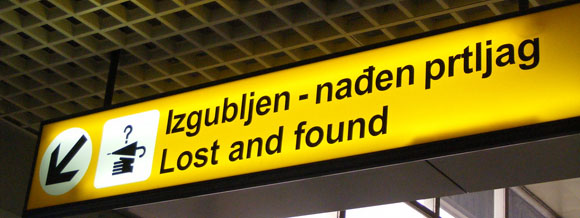 Izgubljen - nađen prtljag
Lost and found